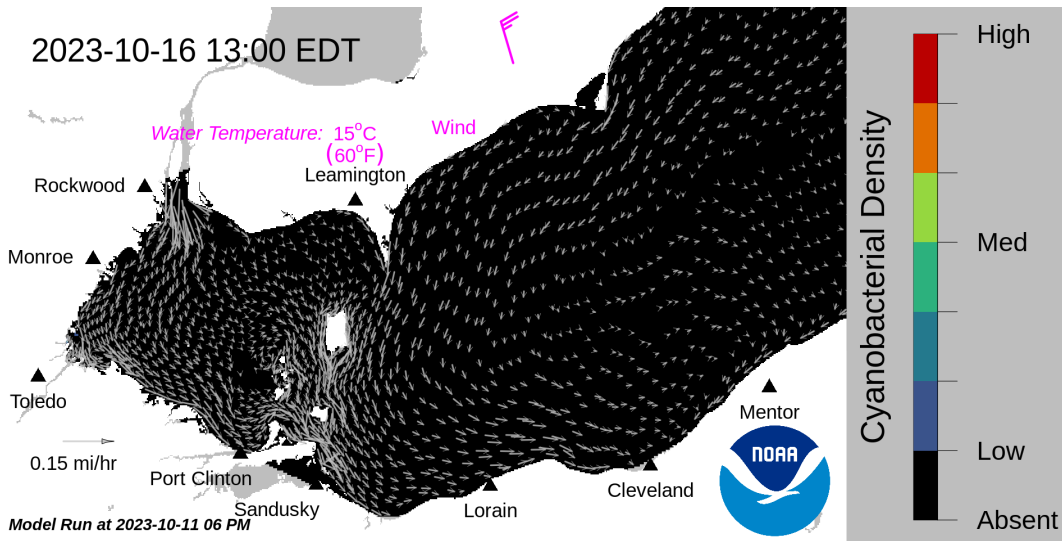 2023-10-16 13:00 EDT
High
Wind
Water Temperature: 15°C
(60°F)
Leamington
Rockwood
Cyanobacterial Density
Med
Monroe
Toledo
Mentor
0.15 mi/hr
NOAA
Low
Port Clinton
Cleveland
Sandusky
Lorain
Model Run at 2023-10-11 06 PM
Absent